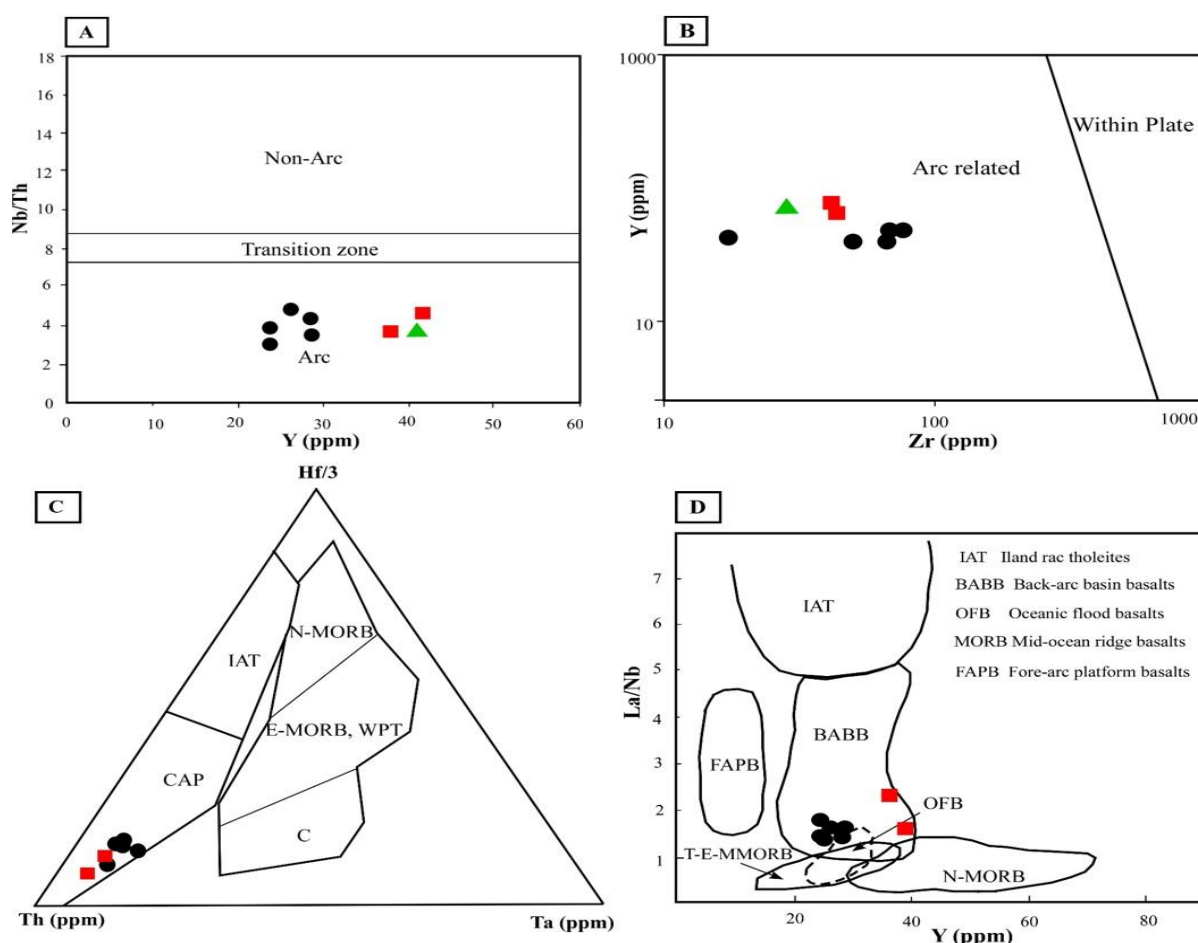 A
18
16
14
12
10
8
6
4
2
0
Nb/Th
Non-Arc
Transition zone
Arc
0
10
20
30
40
50
60
Y (ppm)
B
1000
10
Y (ppm)
Within Plate
Arc related
10
100
1000
Zr (ppm)
C
Hf/3
N-MORB
IAT
E-MORB, WPT
CAP
C
Th (ppm)
Ta (ppm)
D
7
6
5
4
3
2
1
La/Nb
IAT Iland rac tholeites
BABB Back-arc basin basalts
OFB Oceanic flood basalts
MORB Mid-ocean ridge basalts
FAPB Fore-arc platform basalts
IAT
BABB
FAPB
OFB
T-E-MMORB
N-MORB
20
40
60
80
Y (ppm)